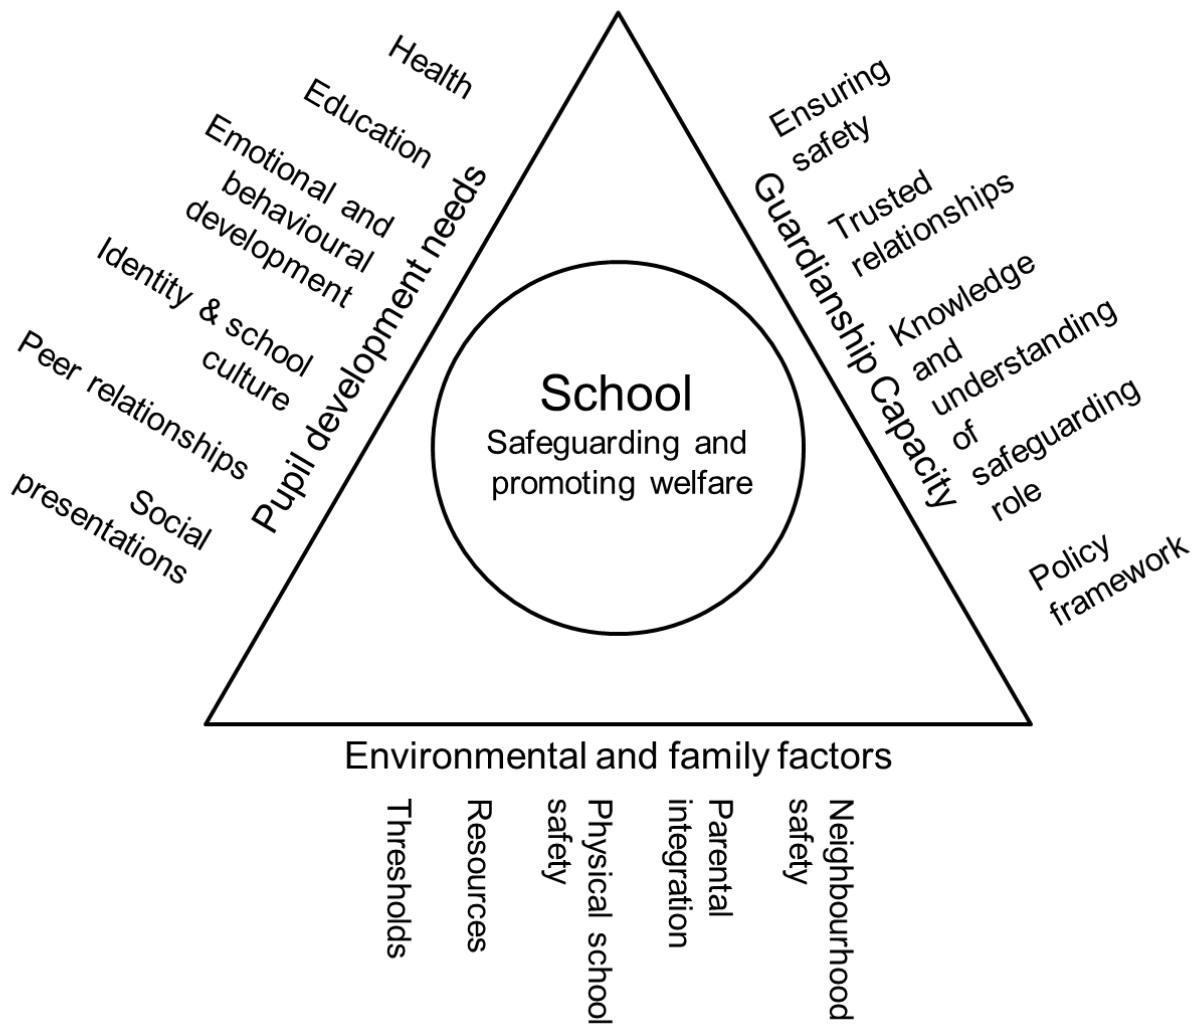 Health
Education
Emotional and
behavioural
development
Identity & school
culture
Peer relationships
Social
presentations
Pupil development needs
Ensuring
safety
Trusted
relationships
Knowledge
and
understanding
of
safeguarding
role
Policy
framework
Guardianship Capacity
School
Safeguarding and
promoting welfare
Environmental and family factors
Thresholds
Resources
Physical school
safety
Parental
integration
Neighbourhood
safety